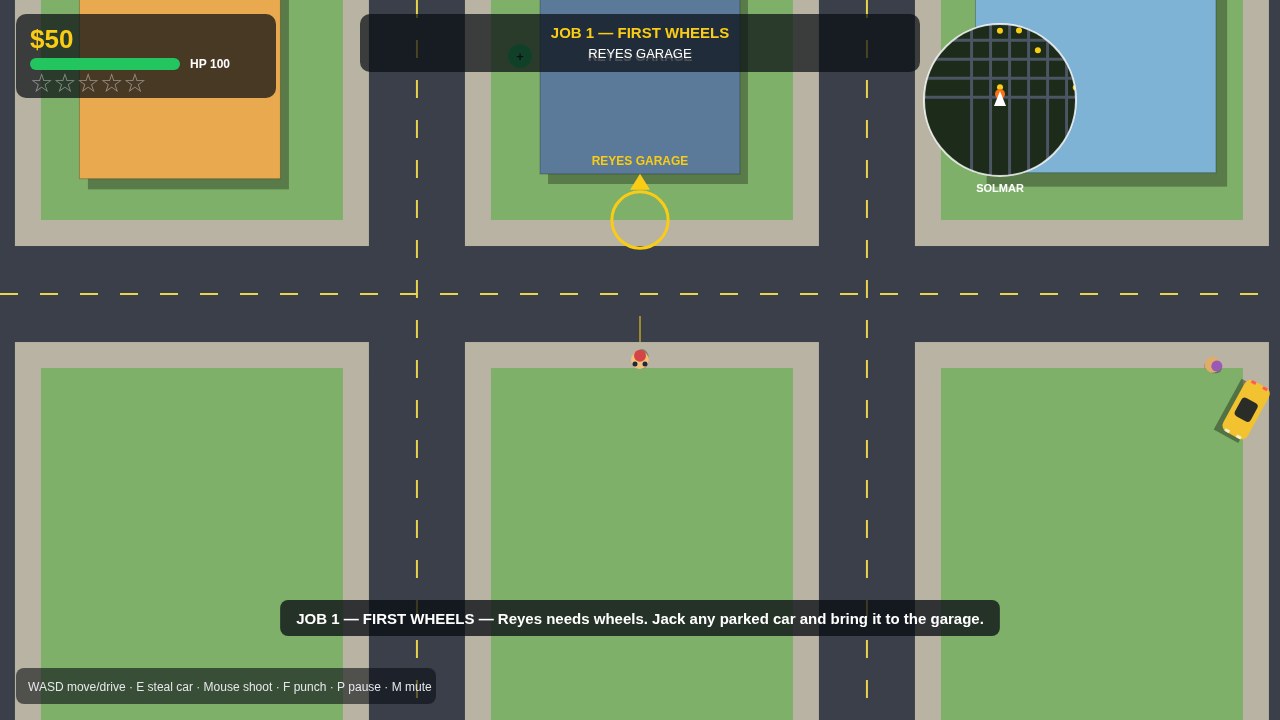 $50
HP 100
JOB 1 — FIRST WHEELS
REYES GARAGE
REYES GARAGE
SOLMAR
JOB 1 — FIRST WHEELS — Reyes needs wheels. Jack any parked car and bring it to the garage.
WASD move/drive · E steal car · Mouse shoot · F punch · P pause · M mute